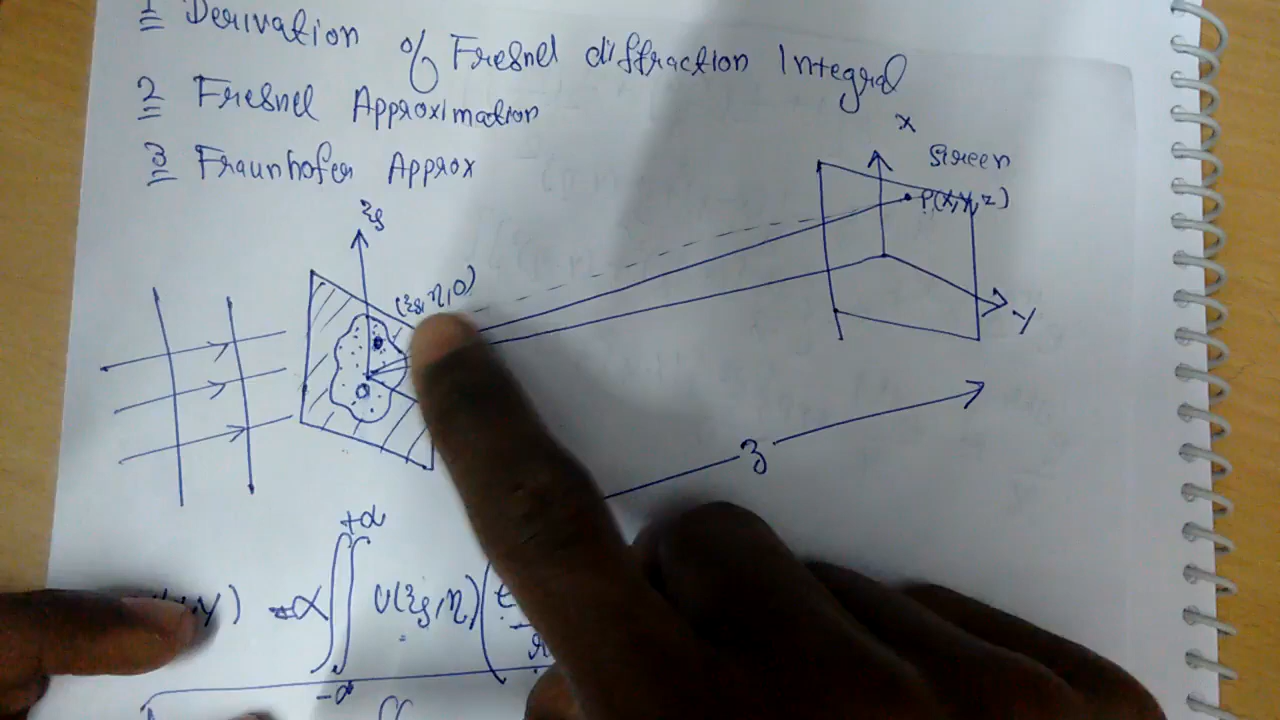 1 Derivation of Fresnel diffraction Integral
2 Fresnel Approximation
3 Fraunhofer Approx
x
Screen
P(x,y,z)
ξ
(ξ,η,0)
y
O
z
+α
y) α∬ U(ξ,η)(
-α
∬